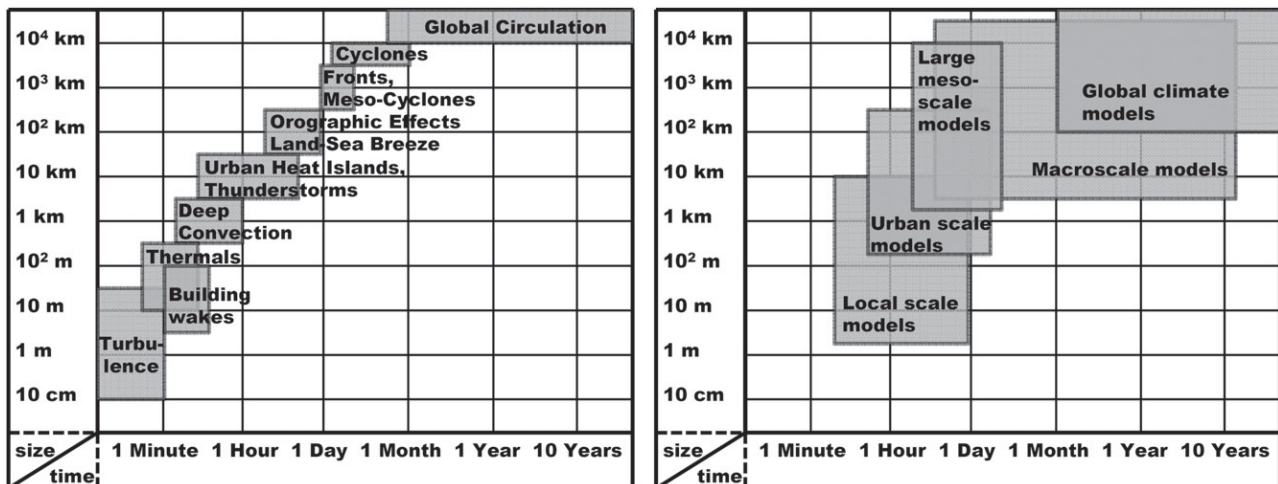 10⁴ km
10³ km
10² km
10 km
1 km
10² m
10 m
1 m
10 cm
size
time
Global Circulation
Cyclones
Fronts,
Meso-Cyclones
Orographic Effects
Land-Sea Breeze
Urban Heat Islands,
Thunderstorms
Deep
Convection
Thermals
Building
wakes
Turbu-
lence
1 Minute 1 Hour 1 Day 1 Month 1 Year 10 Years
10⁴ km
10³ km
10² km
10 km
1 km
10² m
10 m
1 m
10 cm
size
time
Large
meso-
scale
models
Global climate
models
Macroscale models
Urban scale
models
Local scale
models
1 Minute 1 Hour 1 Day 1 Month 1 Year 10 Years